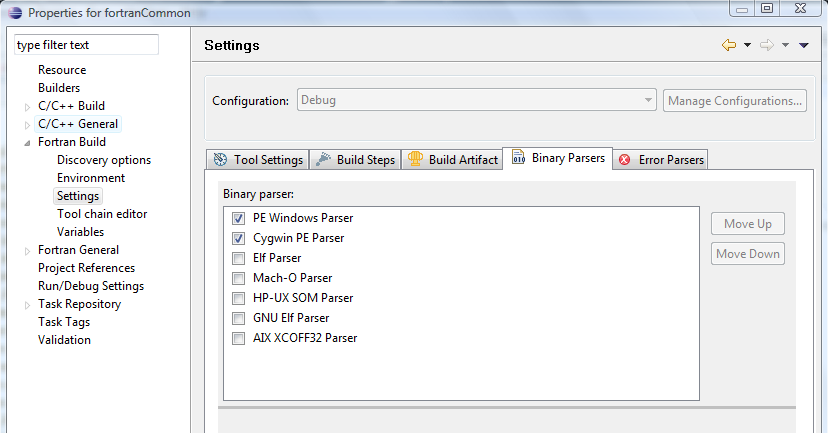 Properties for fortranCommon
type filter text
Resource
Builders
C/C++ Build
C/C++ General
Fortran Build
Discovery options
Environment
Settings
Tool chain editor
Variables
Fortran General
Project References
Run/Debug Settings
Task Repository
Task Tags
Validation
Settings
Configuration: Debug Manage Configurations...
Tool Settings Build Steps Build Artifact Binary Parsers Error Parsers
Binary parser:
PE Windows Parser
Cygwin PE Parser
Elf Parser
Mach-O Parser
HP-UX SOM Parser
GNU Elf Parser
AIX XCOFF32 Parser
Move Up
Move Down